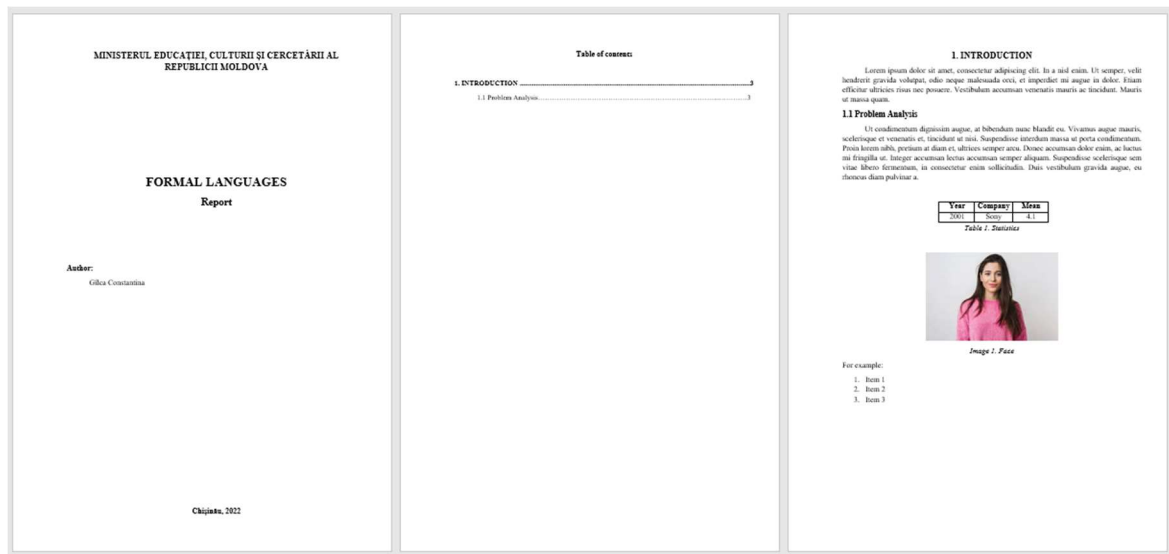 MINISTERUL EDUCAŢIEI, CULTURII ŞI CERCETĂRII AL
REPUBLICII MOLDOVA
FORMAL LANGUAGES
Report
Author:
Gîlca Constantina
Chişinău, 2022
Table of contents
1. INTRODUCTION ........ 3
1.1 Problem Analysis ........ 3
1. INTRODUCTION
Lorem ipsum dolor sit amet, consectetur adipiscing elit. In a nisl enim. Ut semper, velit
hendrerit gravida volutpat, odio neque malesuada orci, et imperdiet mi augue in dolor. Etiam
efficitur ultricies risus nec posuere. Vestibulum accumsan venenatis mauris ac tincidunt. Mauris
ut massa quam.
1.1 Problem Analysis
Ut condimentum dignissim augue, at bibendum nunc blandit eu. Vivamus augue mauris,
scelerisque et venenatis et, tincidunt ut nisi. Suspendisse interdum massa ut porta condimentum.
Proin lorem nibh, pretium at diam et, ultrices semper arcu. Donec accumsan dolor enim, ac luctus
mi fringilla ut. Integer accumsan lectus accumsan semper aliquam. Suspendisse scelerisque sem
vitae libero fermentum, in consectetur enim sollicitudin. Duis vestibulum gravida augue, eu
rhoncus diam pulvinar a.
Year Company Mean
2001 Sony 4.1
Table 1. Statistics
Image 1. Face
For example:
1. Item 1
2. Item 2
3. Item 3